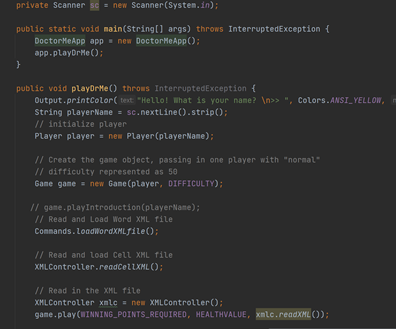 private Scanner sc = new Scanner(System.in);
public static void main(String[] args) throws InterruptedException {
DoctorMeApp app = new DoctorMeApp();
app.playDrMe();
}
public void playDrMe() throws InterruptedException {
Output.printColor( text: "Hello! What is your name? \n>> ", Colors.ANSI_YELLOW,
String playerName = sc.nextLine().strip();
// initialize player
Player player = new Player(playerName);
// Create the game object, passing in one player with "normal"
// difficulty represented as 50
Game game = new Game(player, DIFFICULTY);
// game.playIntroduction(playerName);
// Read and Load Word XML file
Commands.loadWordXMLfile();
// Read and load Cell XML file
XMLController.readCellXML();
// Read in the XML file
XMLController xmlc = new XMLController();
game.play(WINNING_POINTS_REQUIRED, HEALTHVALUE, xmlc.readXML());